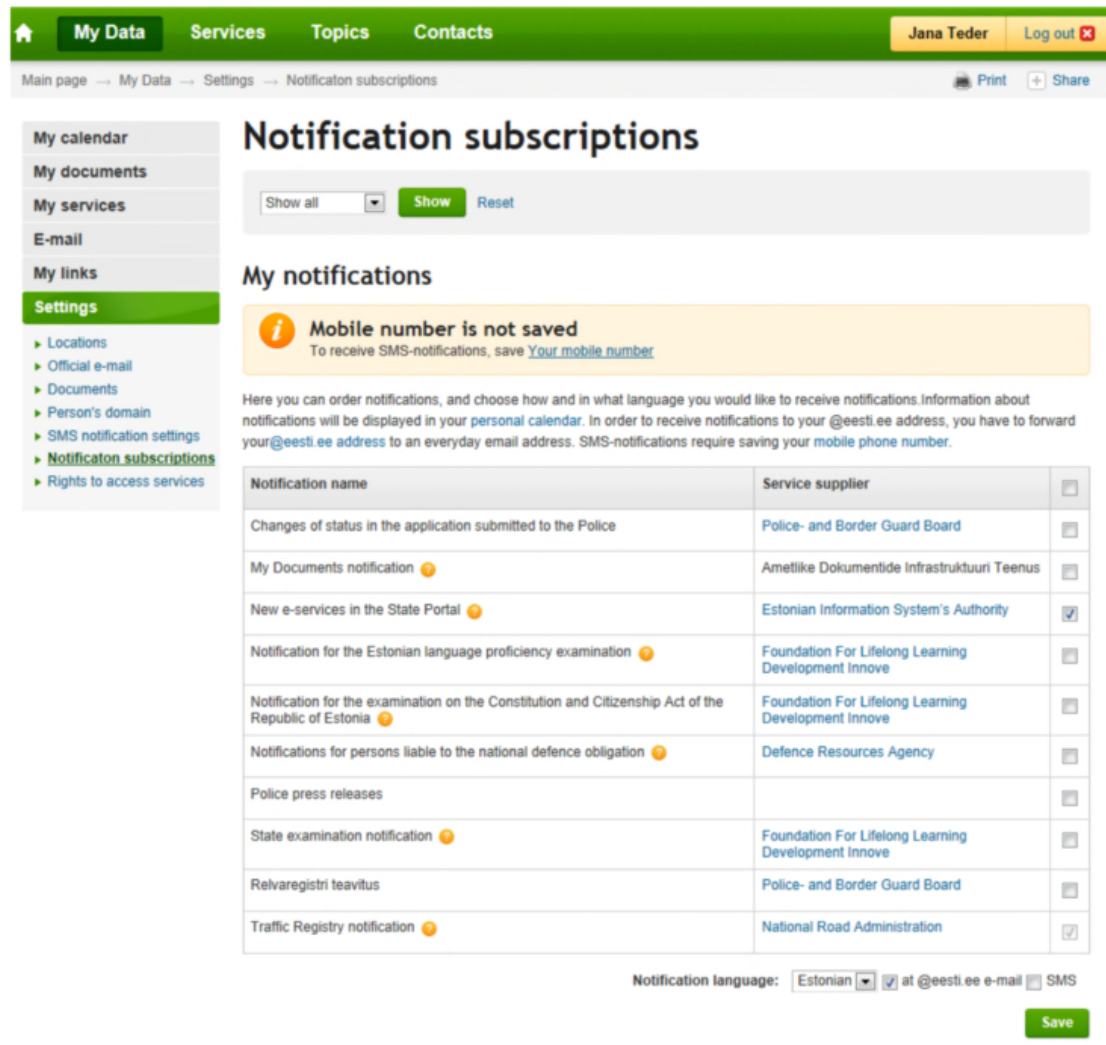 My Data Services Topics Contacts Jana Teder Log out
Main page → My Data → Settings → Notificaton subscriptions Print Share
My calendar
My documents
My services
E-mail
My links
Settings
Locations
Official e-mail
Documents
Person's domain
SMS notification settings
Notificaton subscriptions
Rights to access services
Notification subscriptions
Show all Show Reset
My notifications
Mobile number is not saved
To receive SMS-notifications, save Your mobile number
Here you can order notifications, and choose how and in what language you would like to receive notifications.Information about
notifications will be displayed in your personal calendar. In order to receive notifications to your @eesti.ee address, you have to forward
your@eesti.ee address to an everyday email address. SMS-notifications require saving your mobile phone number.
Notification name Service supplier
Changes of status in the application submitted to the Police Police- and Border Guard Board
My Documents notification Ametlike Dokumentide Infrastruktuuri Teenus
New e-services in the State Portal Estonian Information System's Authority
Notification for the Estonian language proficiency examination Foundation For Lifelong Learning
Development Innove
Notification for the examination on the Constitution and Citizenship Act of the Foundation For Lifelong Learning
Republic of Estonia Development Innove
Notifications for persons liable to the national defence obligation Defence Resources Agency
Police press releases
State examination notification Foundation For Lifelong Learning
Development Innove
Relvaregistri teavitus Police- and Border Guard Board
Traffic Registry notification National Road Administration
Notification language: Estonian at @eesti.ee e-mail SMS
Save